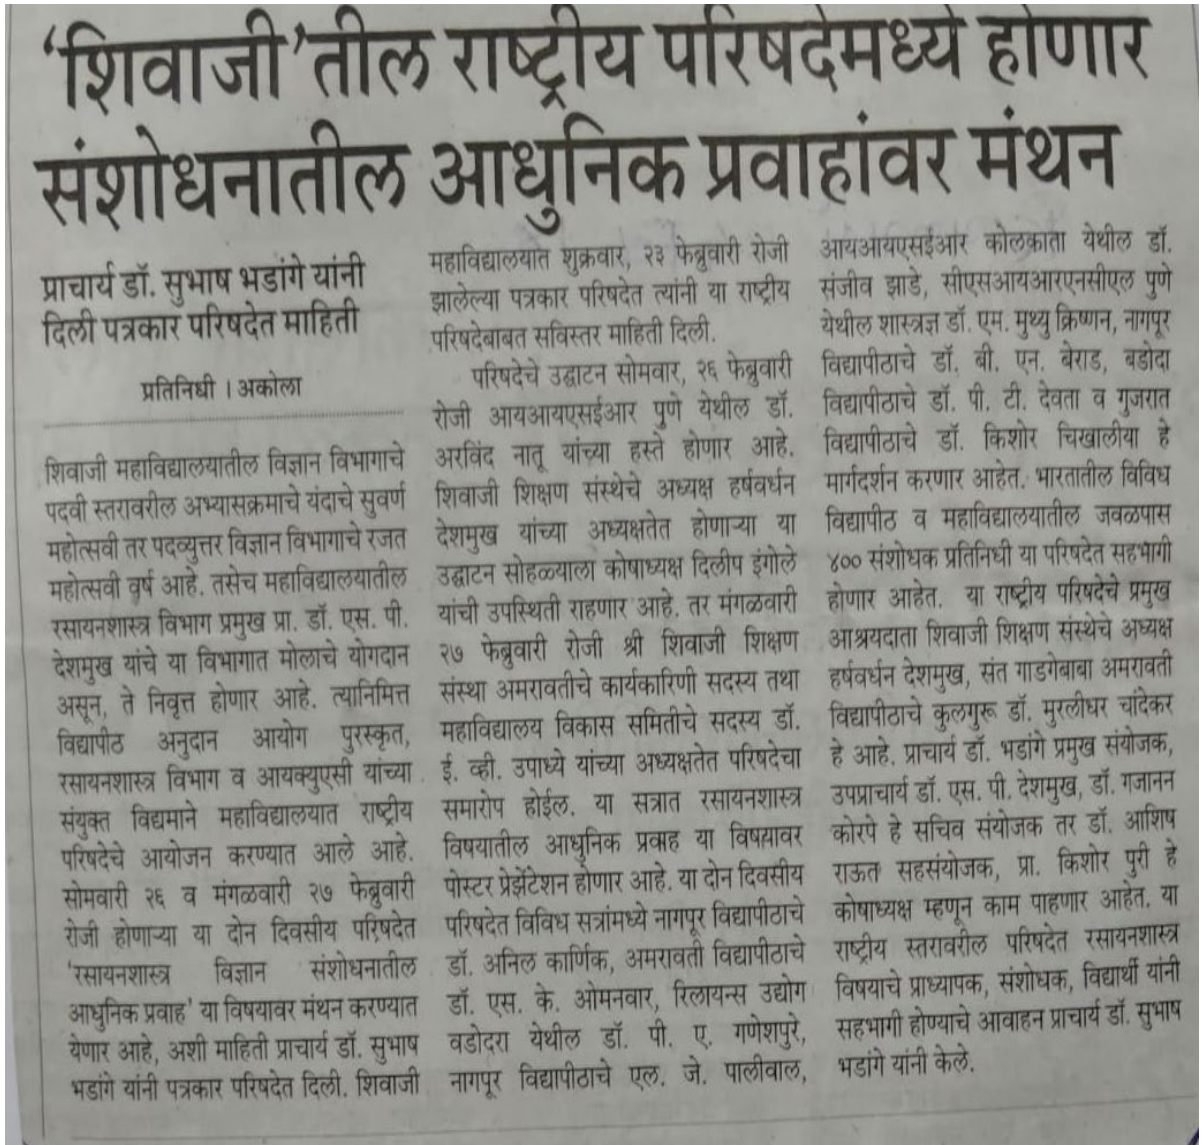 ‘शिवाजी’तील राष्ट्रीय परिषदेमध्ये होणार
संशोधनातील आधुनिक प्रवाहांवर मंथन
प्राचार्य डॉ. सुभाष भडांगे यांनी
दिली पत्रकार परिषदेत माहिती
प्रतिनिधी । अकोला
शिवाजी महाविद्यालयातील विज्ञान विभागाचे
पदवी स्तरावरील अभ्यासक्रमाचे यंदाचे सुवर्ण
महोत्सवी तर पदव्युत्तर विज्ञान विभागाचे रजत
महोत्सवी वृर्ष आहे. तसेच महाविद्यालयातील
रसायनशास्त्र विभाग प्रमुख प्रा. डॉ. एस. पी.
देशमुख यांचे या विभागात मोलाचे योगदान
असून, ते निवृत्त होणार आहे. त्यानिमित्त
विद्यापीठ अनुदान आयोग पुरस्कृत,
रसायनशास्त्र विभाग व आयक्युएसी यांच्या
संयुक्त विद्यमाने महाविद्यालयात राष्ट्रीय
परिषदेचे आयोजन करण्यात आले आहे.
सोमवारी २६ व मंगळवारी २७ फेब्रुवारी
रोजी होणाऱ्या या दोन दिवसीय परिषदेत
‘रसायनशास्त्र विज्ञान संशोधनातील
आधुनिक प्रवाह’ या विषयावर मंथन करण्यात
येणार आहे, अशी माहिती प्राचार्य डॉ. सुभाष
भडांगे यांनी पत्रकार परिषदेत दिली. शिवाजी
महाविद्यालयात शुक्रवार, २३ फेब्रुवारी रोजी
झालेल्या पत्रकार परिषदेत त्यांनी या राष्ट्रीय
परिषदेबाबत सविस्तर माहिती दिली.
परिषदेचे उद्घाटन सोमवार, २६ फेब्रुवारी
रोजी आयआयएसईआर पुणे येथील डॉ.
अरविंद नातू यांच्या हस्ते होणार आहे.
शिवाजी शिक्षण संस्थेचे अध्यक्ष हर्षवर्धन
देशमुख यांच्या अध्यक्षतेत होणाऱ्या या
उद्घाटन सोहळ्याला कोषाध्यक्ष दिलीप इंगोले
यांची उपस्थिती राहणार आहे. तर मंगळवारी
२७ फेब्रुवारी रोजी श्री शिवाजी शिक्षण
संस्था अमरावतीचे कार्यकारिणी सदस्य तथा
महाविद्यालय विकास समितीचे सदस्य डॉ.
ई. व्ही. उपाध्ये यांच्या अध्यक्षतेत परिषदेचा
समारोप होईल. या सत्रात रसायनशास्त्र
विषयातील आधुनिक प्रवाह या विषयावर
पोस्टर प्रेझेंटेशन होणार आहे. या दोन दिवसीय
परिषदेत विविध सत्रांमध्ये नागपूर विद्यापीठाचे
डॉ. अनिल कार्णिक, अमरावती विद्यापीठाचे
डॉ. एस. के. ओमनवार, रिलायन्स उद्योग
वडोदरा येथील डॉ. पी. ए. गणेशपुरे,
नागपूर विद्यापीठाचे एल. जे. पालीवाल,
आयआयएसईआर कोलकाता येथील डॉ.
संजीव झाडे, सीएसआयआरएनसीएल पुणे
येथील शास्त्रज्ञ डॉ. एम. मुथ्यु क्रिष्णन, नागपूर
विद्यापीठाचे डॉ. बी. एन. बेराड, बडोदा
विद्यापीठाचे डॉ. पी. टी. देवता व गुजरात
विद्यापीठाचे डॉ. किशोर चिखालीया हे
मार्गदर्शन करणार आहेत. भारतातील विविध
विद्यापीठ व महाविद्यालयातील जवळपास
४०० संशोधक प्रतिनिधी या परिषदेत सहभागी
होणार आहेत. या राष्ट्रीय परिषदेचे प्रमुख
आश्रयदाता शिवाजी शिक्षण संस्थेचे अध्यक्ष
हर्षवर्धन देशमुख, संत गाडगेबाबा अमरावती
विद्यापीठाचे कुलगुरू डॉ. मुरलीधर चांदेकर
हे आहे. प्राचार्य डॉ. भडांगे प्रमुख संयोजक,
उपप्राचार्य डॉ. एस. पी. देशमुख, डॉ. गजानन
कोरपे हे सचिव संयोजक तर डॉ. आशिष
राऊत सहसंयोजक, प्रा. किशोर पुरी हे
कोषाध्यक्ष म्हणून काम पाहणार आहेत. या
राष्ट्रीय स्तरावरील परिषदेत रसायनशास्त्र
विषयाचे प्राध्यापक, संशोधक, विद्यार्थी यांनी
सहभागी होण्याचे आवाहन प्राचार्य डॉ. सुभाष
भडांगे यांनी केले.